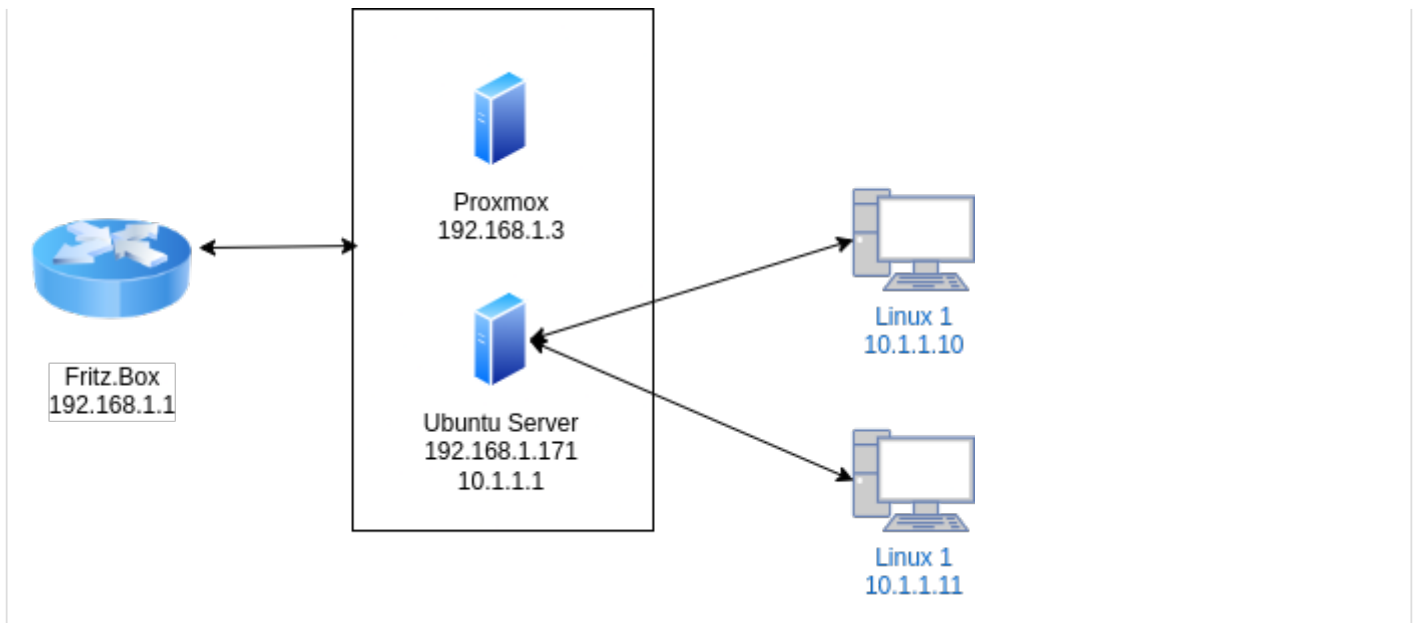 Proxmox
192.168.1.3
Fritz.Box
192.168.1.1
Ubuntu Server
192.168.1.171
10.1.1.1
Linux 1
10.1.1.10
Linux 1
10.1.1.11